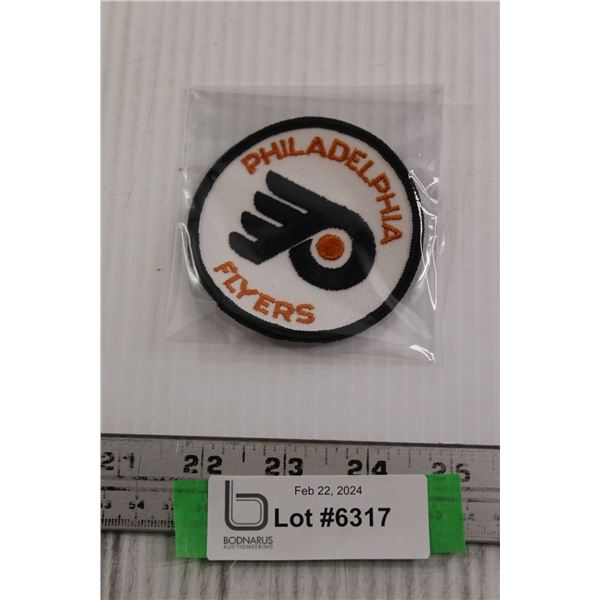 PHILADELPHIA
FLYERS
21 22 23 24 25
Feb 22, 2024
Lot #6317
b
BODNARUS
AUCTIONEERING